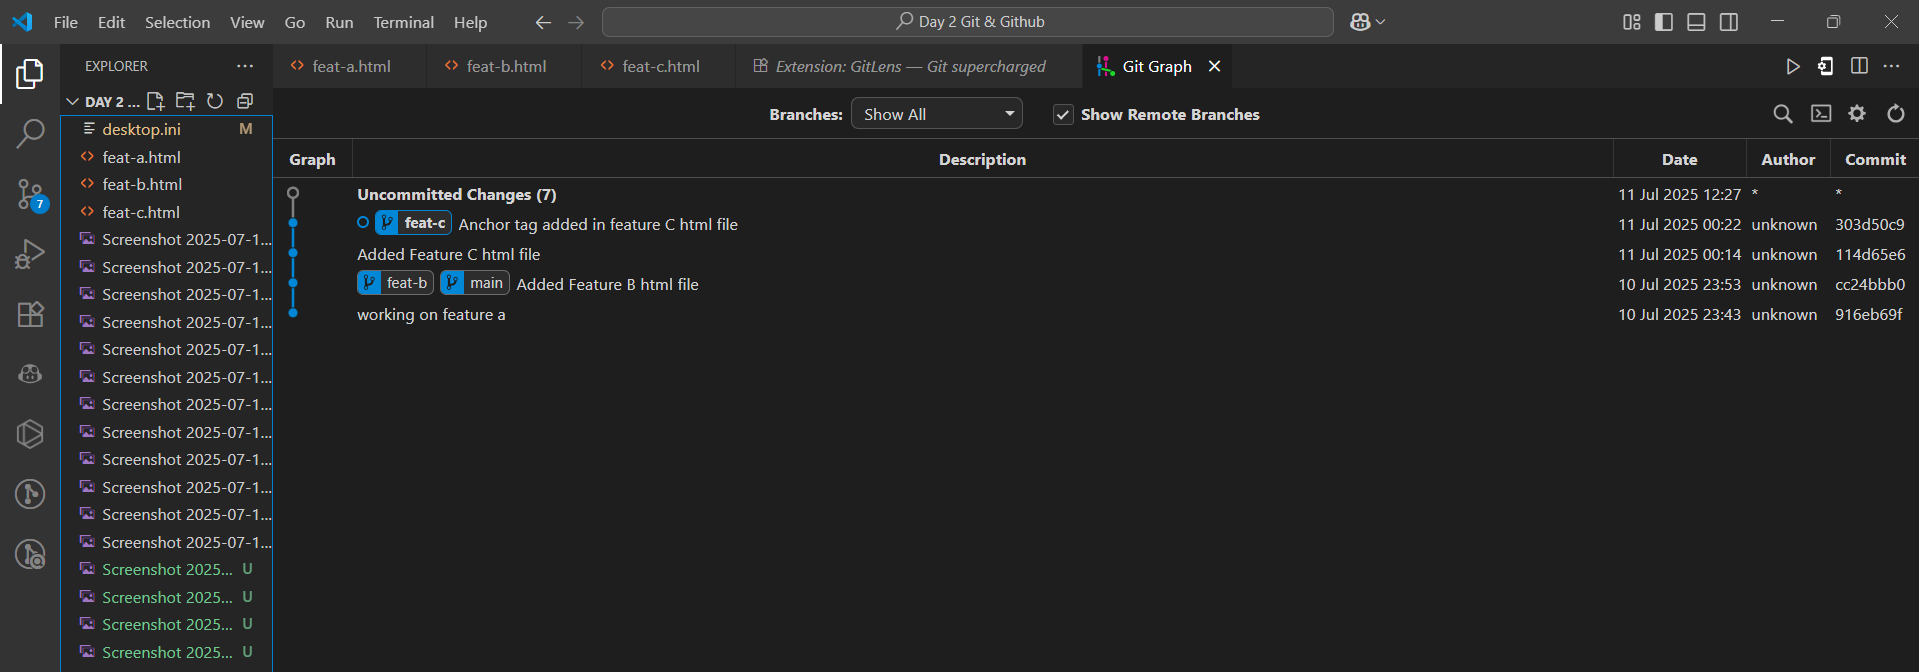 File Edit Selection View Go Run Terminal Help
Day 2 Git & Github
EXPLORER
feat-a.html
feat-b.html
feat-c.html
Extension: GitLens — Git supercharged
Git Graph
DAY 2 ...
desktop.ini M
feat-a.html
feat-b.html
7
feat-c.html
Screenshot 2025-07-1...
Screenshot 2025-07-1...
Screenshot 2025-07-1...
Screenshot 2025-07-1...
Screenshot 2025-07-1...
Screenshot 2025-07-1...
Screenshot 2025-07-1...
Screenshot 2025-07-1...
Screenshot 2025-07-1...
Screenshot 2025-07-1...
Screenshot 2025-07-1...
Screenshot 2025-07-1...
Screenshot 2025... U
Screenshot 2025... U
Screenshot 2025... U
Screenshot 2025... U
Branches: Show All Show Remote Branches
Graph Description Date Author Commit
Uncommitted Changes (7) 11 Jul 2025 12:27 * *
feat-c Anchor tag added in feature C html file 11 Jul 2025 00:22 unknown 303d50c9
Added Feature C html file 11 Jul 2025 00:14 unknown 114d65e6
feat-b main Added Feature B html file 10 Jul 2025 23:53 unknown cc24bbb0
working on feature a 10 Jul 2025 23:43 unknown 916eb69f